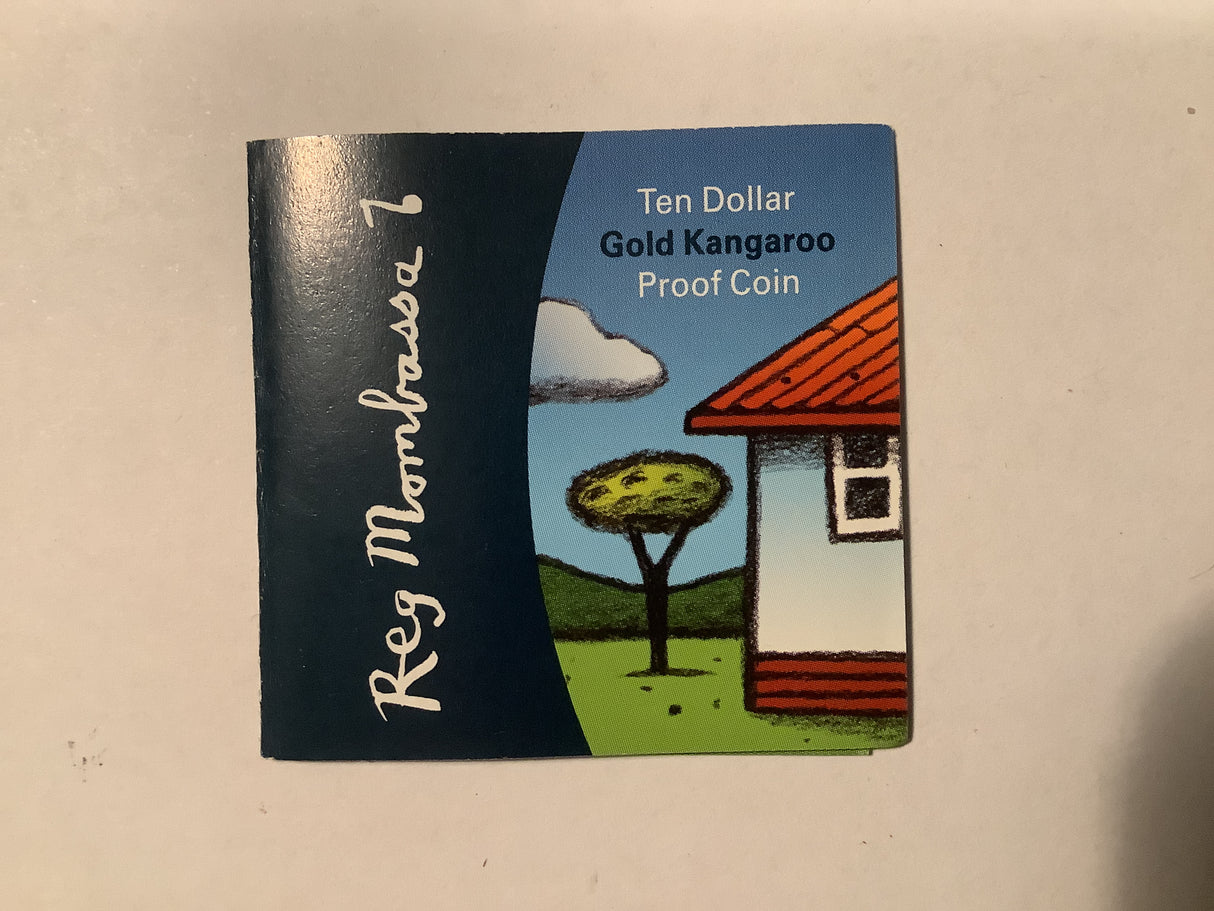 Reg Mombassa
Ten Dollar
Gold Kangaroo
Proof Coin